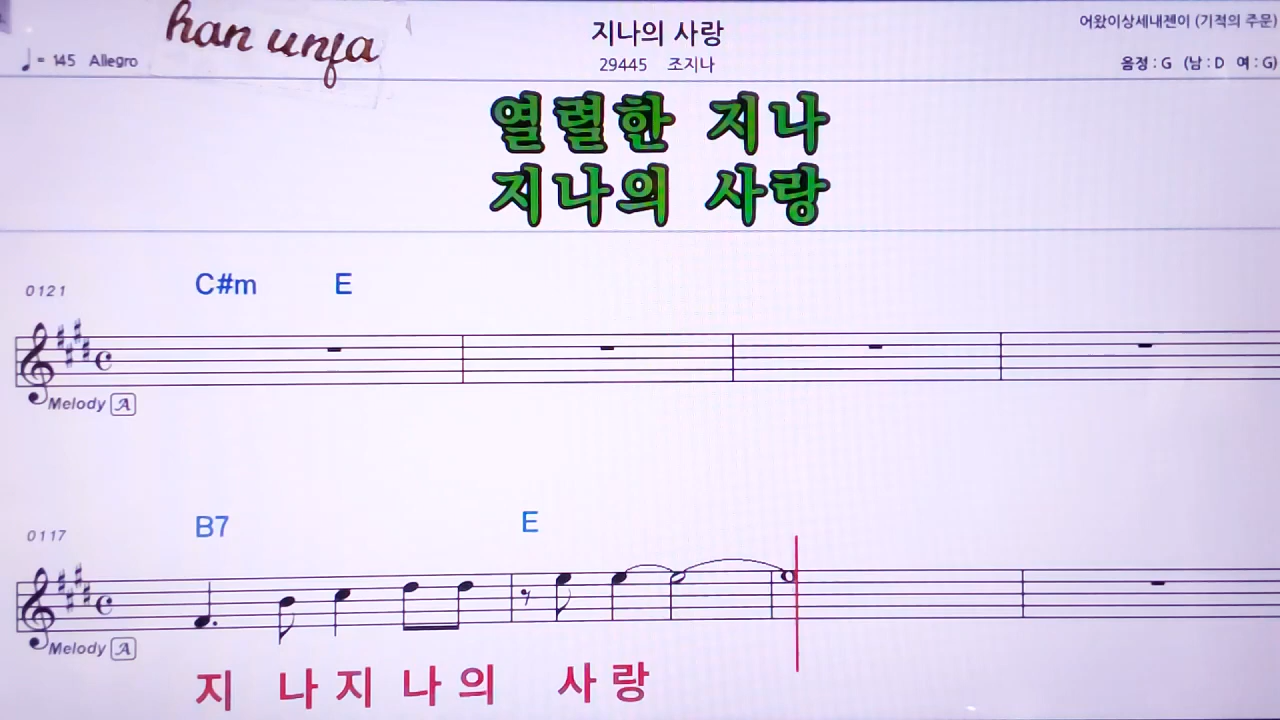 han unfa
지나의 사랑
어왔이상세내젠이 (기적의 주문)
♩ = 145 Allegro
29445 조지나
음정 : G (남 : D 여 : G)
열렬한 지나
지나의 사랑
C#m E
0121
Melody A
B7 E
0117
Melody A
지 나 지 나 의 사 랑